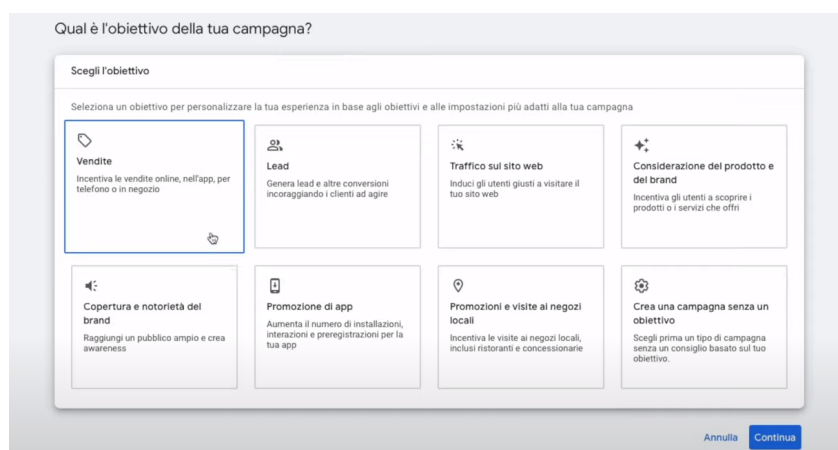 Qual è l'obiettivo della tua campagna?
Scegli l'obiettivo
Seleziona un obiettivo per personalizzare la tua esperienza in base agli obiettivi e alle impostazioni più adatti alla tua campagna
Vendite
Incentiva le vendite online, nell'app, per
telefono o in negozio
Lead
Genera lead e altre conversioni
incoraggiando i clienti ad agire
Traffico sul sito web
Induci gli utenti giusti a visitare il
tuo sito web
Considerazione del prodotto e
del brand
Incentiva gli utenti a scoprire i
prodotti o i servizi che offri
Copertura e notorietà del
brand
Raggiungi un pubblico ampio e crea
awareness
Promozione di app
Aumenta il numero di installazioni,
interazioni e preregistrazioni per la
tua app
Promozioni e visite ai negozi
locali
Incentiva le visite ai negozi locali,
inclusi ristoranti e concessionarie
Crea una campagna senza un
obiettivo
Scegli prima un tipo di campagna
senza un consiglio basato sul tuo
obiettivo.
Annulla
Continua